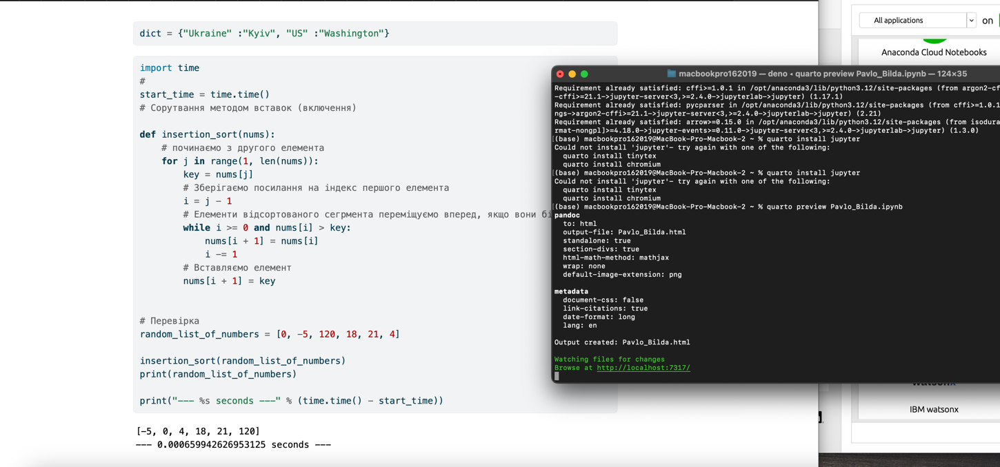 dict = {"Ukraine" :"Kyiv", "US" :"Washington"}
import time
#
start_time = time.time()
# Сорутвання методом вставок (включення)
def insertion_sort(nums):
# починаємо з другого елемента
for j in range(1, len(nums)):
key = nums[j]
# Зберігаємо посилання на індекс першого елемента
i = j - 1
# Елементи відсортованого сегрмента переміщуємо вперед, якщо вони бі
while i >= 0 and nums[i] > key:
nums[i + 1] = nums[i]
i -= 1
# Вставляємо елемент
nums[i + 1] = key
# Перевірка
random_list_of_numbers = [0, -5, 120, 18, 21, 4]
insertion_sort(random_list_of_numbers)
print(random_list_of_numbers)
print("--- %s seconds ---" % (time.time() - start_time))
[-5, 0, 4, 18, 21, 120]
--- 0.000659942626953125 seconds ---
All applications
on
Anaconda Cloud Notebooks
macbookpro162019 — deno ◂ quarto preview Pavlo_Bilda.ipynb — 124×35
Requirement already satisfied: cffi>=1.0.1 in /opt/anaconda3/lib/python3.12/site-packages (from argon2-cf
-cffi>=21.1->jupyter-server<3,>=2.4.0->jupyterlab->jupyter) (1.17.1)
Requirement already satisfied: pycparser in /opt/anaconda3/lib/python3.12/site-packages (from cffi>=1.0.1
ngs->argon2-cffi>=21.1->jupyter-server<3,>=2.4.0->jupyterlab->jupyter) (2.21)
Requirement already satisfied: arrow>=0.15.0 in /opt/anaconda3/lib/python3.12/site-packages (from isodura
rmat-nongpl]>=4.18.0->jupyter-events>=0.11.0->jupyter-server<3,>=2.4.0->jupyterlab->jupyter) (1.3.0)
[(base) macbookpro162019@MacBook-Pro-Macbook-2 ~ % quarto install jupyter
Could not install 'jupyter'- try again with one of the following:
quarto install tinytex
quarto install chromium
[(base) macbookpro162019@MacBook-Pro-Macbook-2 ~ % quarto install jupyter
Could not install 'jupyter'- try again with one of the following:
quarto install tinytex
quarto install chromium
[(base) macbookpro162019@MacBook-Pro-Macbook-2 ~ % quarto preview Pavlo_Bilda.ipynb
pandoc
to: html
output-file: Pavlo_Bilda.html
standalone: true
section-divs: true
html-math-method: mathjax
wrap: none
default-image-extension: png
metadata
document-css: false
link-citations: true
date-format: long
lang: en
Output created: Pavlo_Bilda.html
Watching files for changes
Browse at http://localhost:7317/
watsonx
IBM watsonx